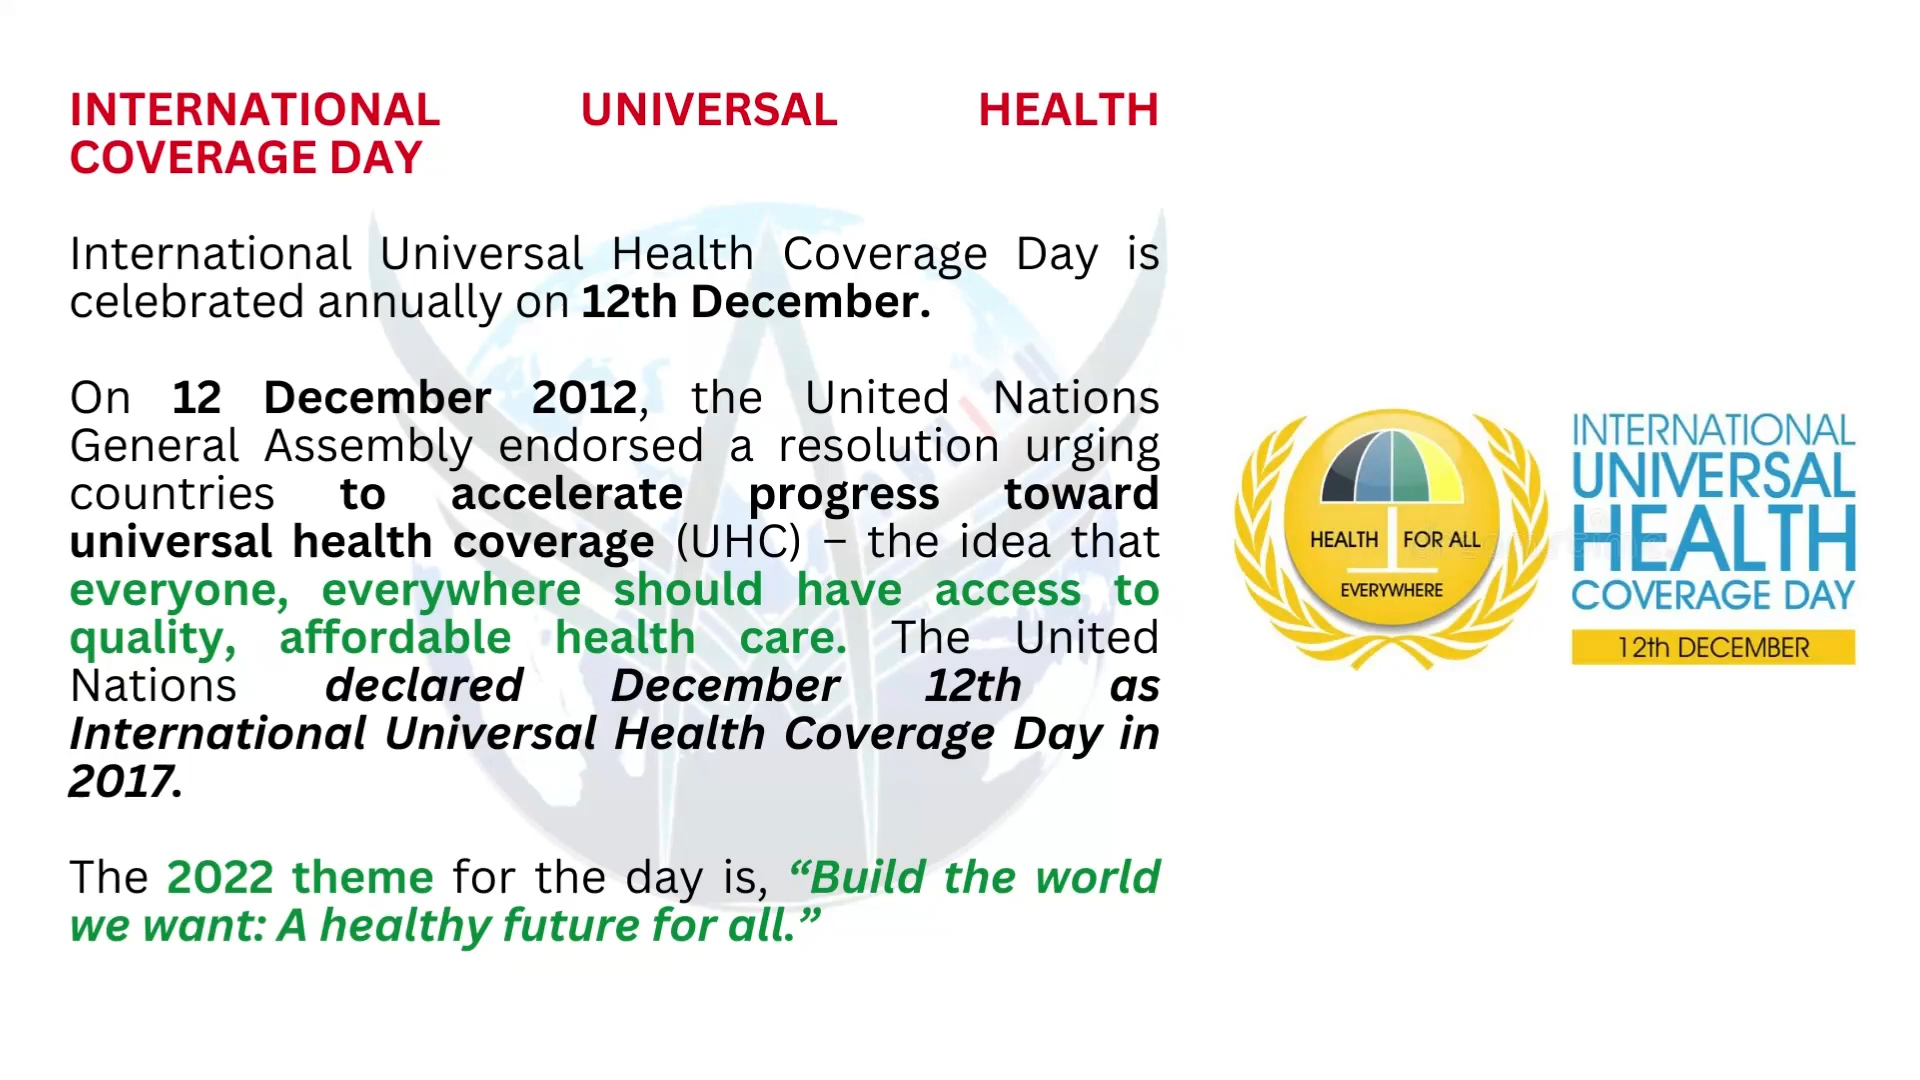 INTERNATIONAL UNIVERSAL HEALTH
COVERAGE DAY
International Universal Health Coverage Day is
celebrated annually on 12th December.
On 12 December 2012, the United Nations
General Assembly endorsed a resolution urging
countries to accelerate progress toward
universal health coverage (UHC) – the idea that
everyone, everywhere should have access to
quality, affordable health care. The United
Nations declared December 12th as
International Universal Health Coverage Day in
2017.
The 2022 theme for the day is, “Build the world
we want: A healthy future for all.”
HEALTH FOR ALL
EVERYWHERE
INTERNATIONAL
UNIVERSAL
HEALTH
COVERAGE DAY
12th DECEMBER